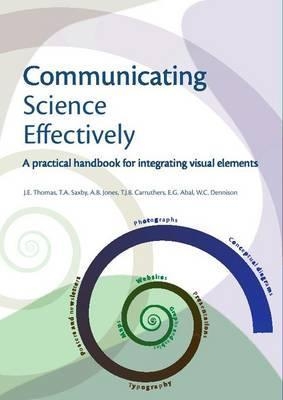 Communicating
Science
Effectively
A practical handbook for integrating visual elements
J.E. Thomas, T.A. Saxby, A.B. Jones, T.J.B. Carruthers, E.G. Abal, W.C. Dennison
Photographs
Conceptual diagrams
Websites
Presentations
Maps
Posters and newsletters
Typography